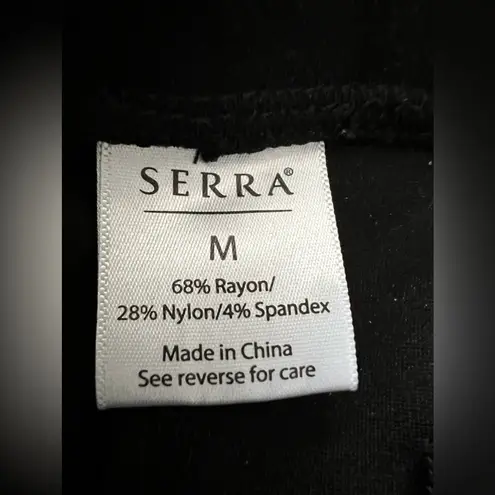 SERRA®
M
68% Rayon/
28% Nylon/4% Spandex
Made in China
See reverse for care